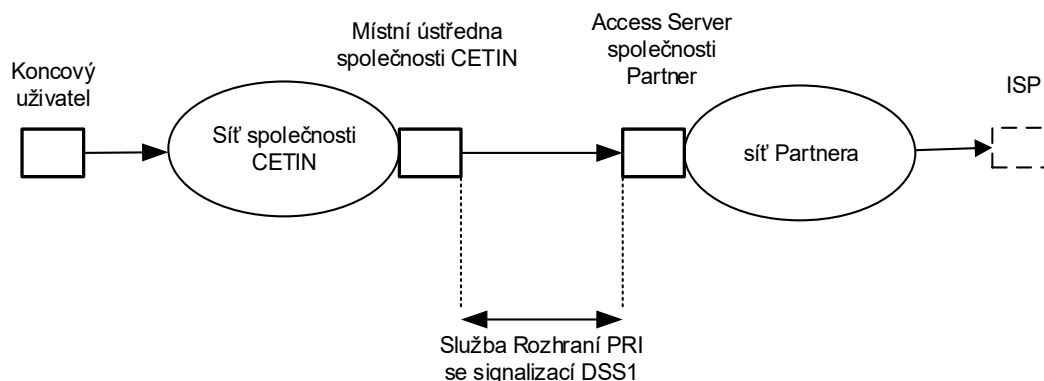 Koncový
uživatel
Síť společnosti
CETIN
Místní ústředna
společnosti CETIN
Access Server
společnosti
Partner
síť Partnera
ISP
Služba Rozhraní PRI
se signalizací DSS1